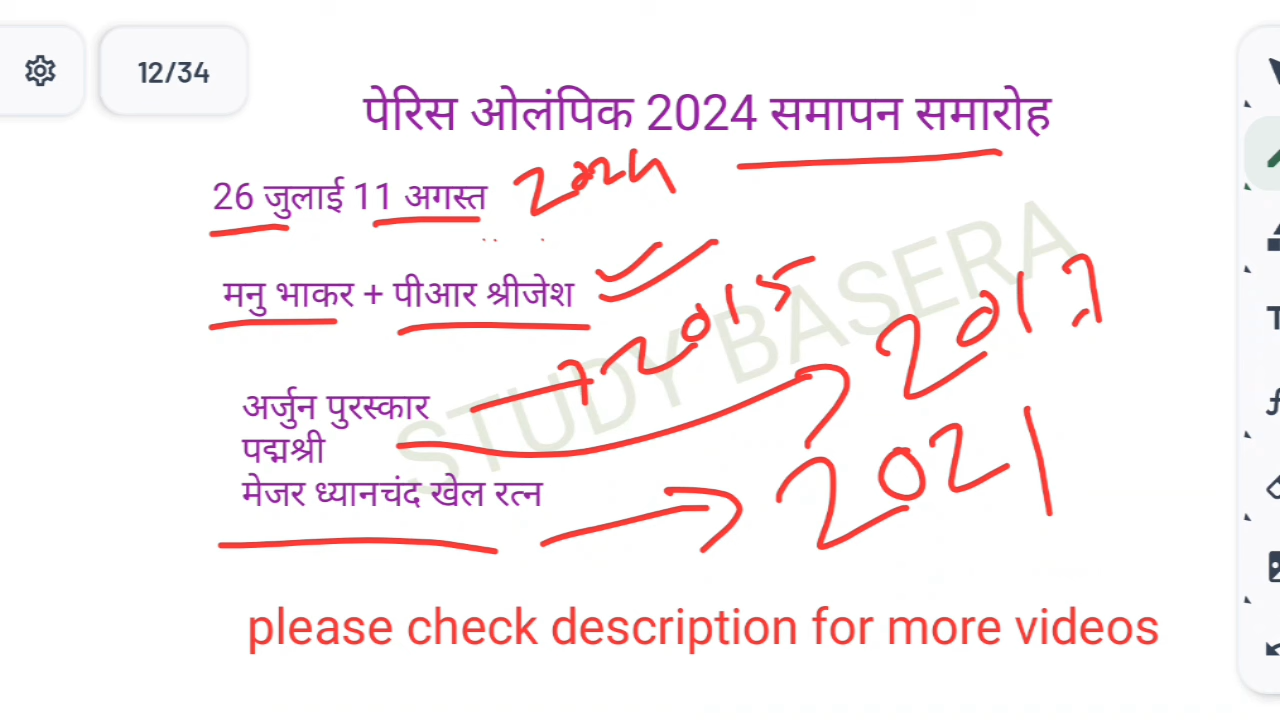 12/34
पेरिस ओलंपिक 2024 समापन समारोह
26 जुलाई 11 अगस्त 2024
मनु भाकर + पीआर श्रीजेश
अर्जुन पुरस्कार 2015
पद्मश्री 2017
मेजर ध्यानचंद खेल रत्न 2021
STUDY BASERA
please check description for more videos